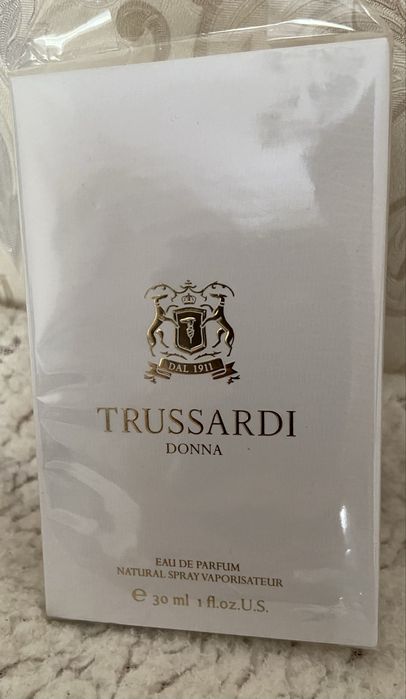 DAL 1911
TRUSSARDI
DONNA
EAU DE PARFUM
NATURAL SPRAY VAPORISATEUR
e 30 ml 1 fl.oz.U.S.